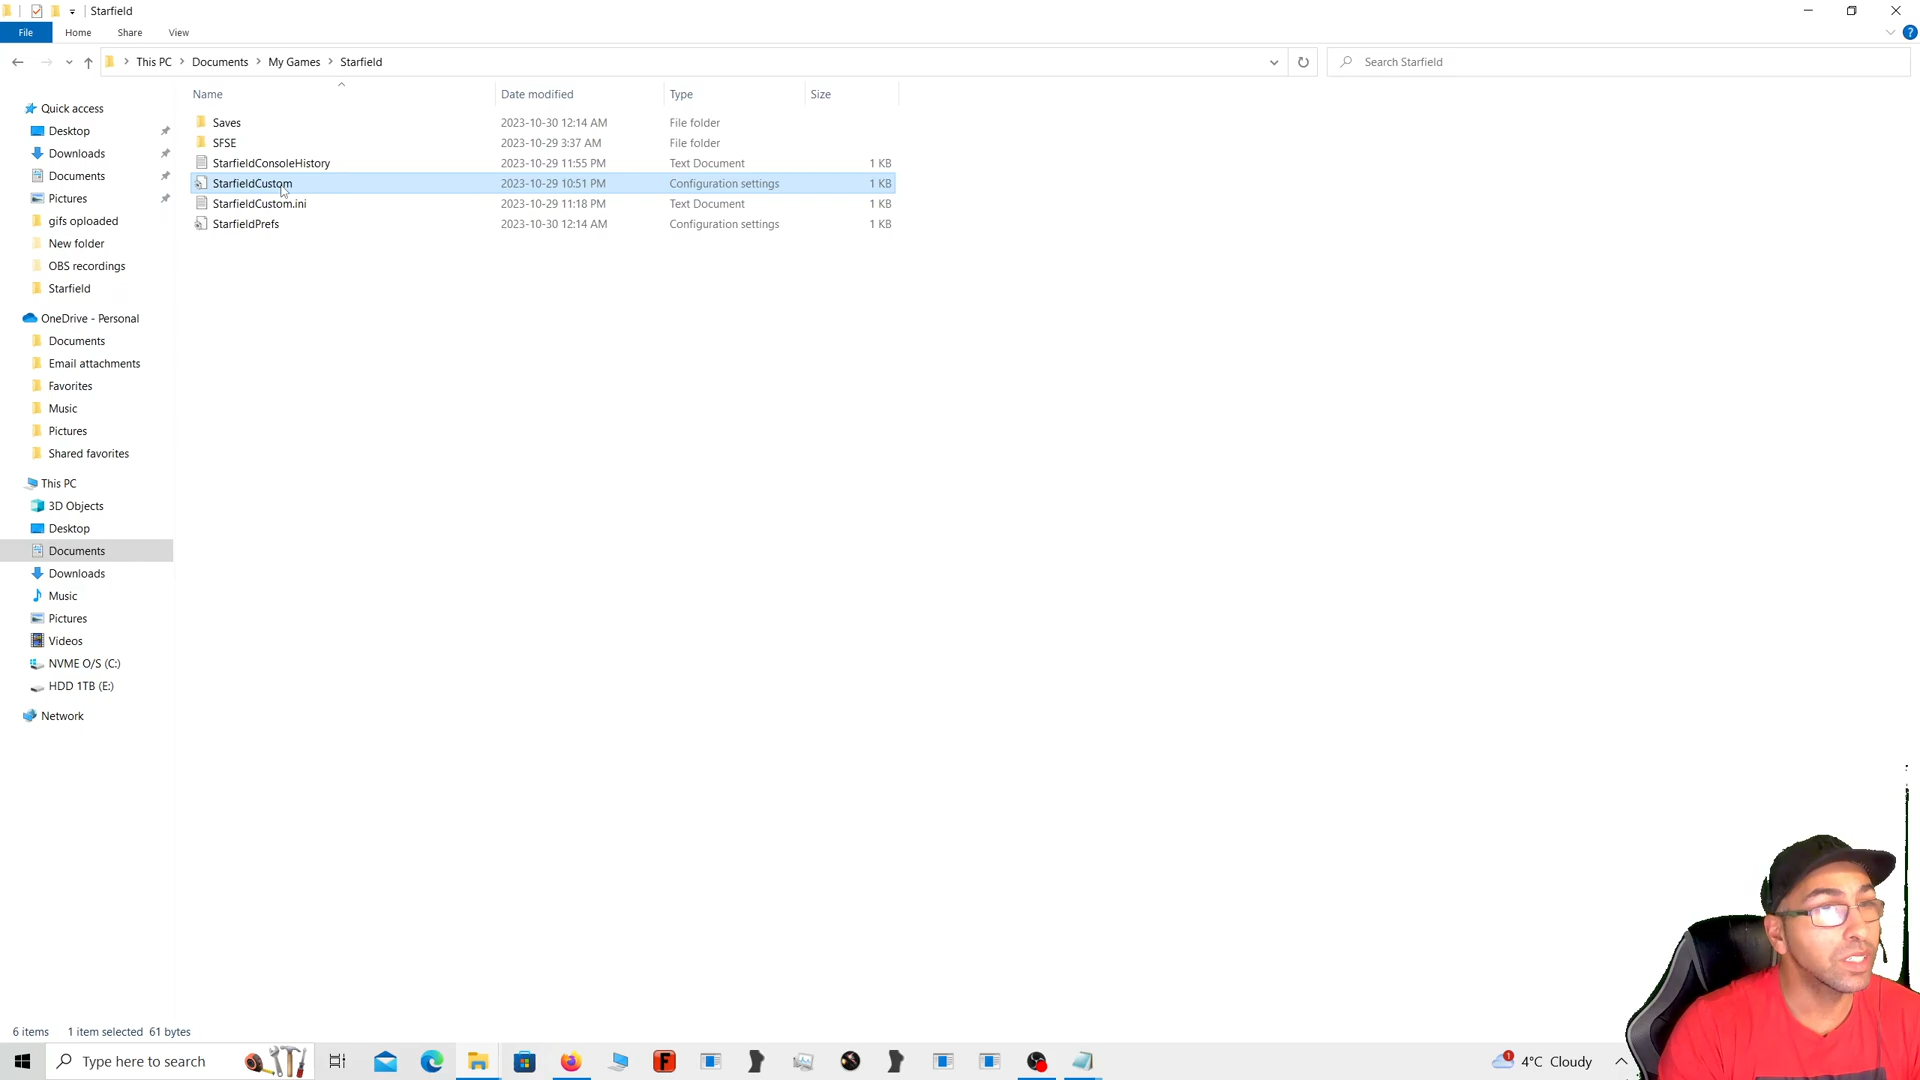 Starfield
File Home Share View
This PC Documents My Games Starfield
Search Starfield
Name Date modified Type Size
Saves 2023-10-30 12:14 AM File folder
SFSE 2023-10-29 3:37 AM File folder
StarfieldConsoleHistory 2023-10-29 11:55 PM Text Document 1 KB
StarfieldCustom 2023-10-29 10:51 PM Configuration settings 1 KB
StarfieldCustom.ini 2023-10-29 11:18 PM Text Document 1 KB
StarfieldPrefs 2023-10-30 12:14 AM Configuration settings 1 KB
Quick access
Desktop
Downloads
Documents
Pictures
gifs oploaded
New folder
OBS recordings
Starfield
OneDrive - Personal
Documents
Email attachments
Favorites
Music
Pictures
Shared favorites
This PC
3D Objects
Desktop
Documents
Downloads
Music
Pictures
Videos
NVME O/S (C:)
HDD 1TB (E:)
Network
6 items 1 item selected 61 bytes
Type here to search
F
1
4°C Cloudy